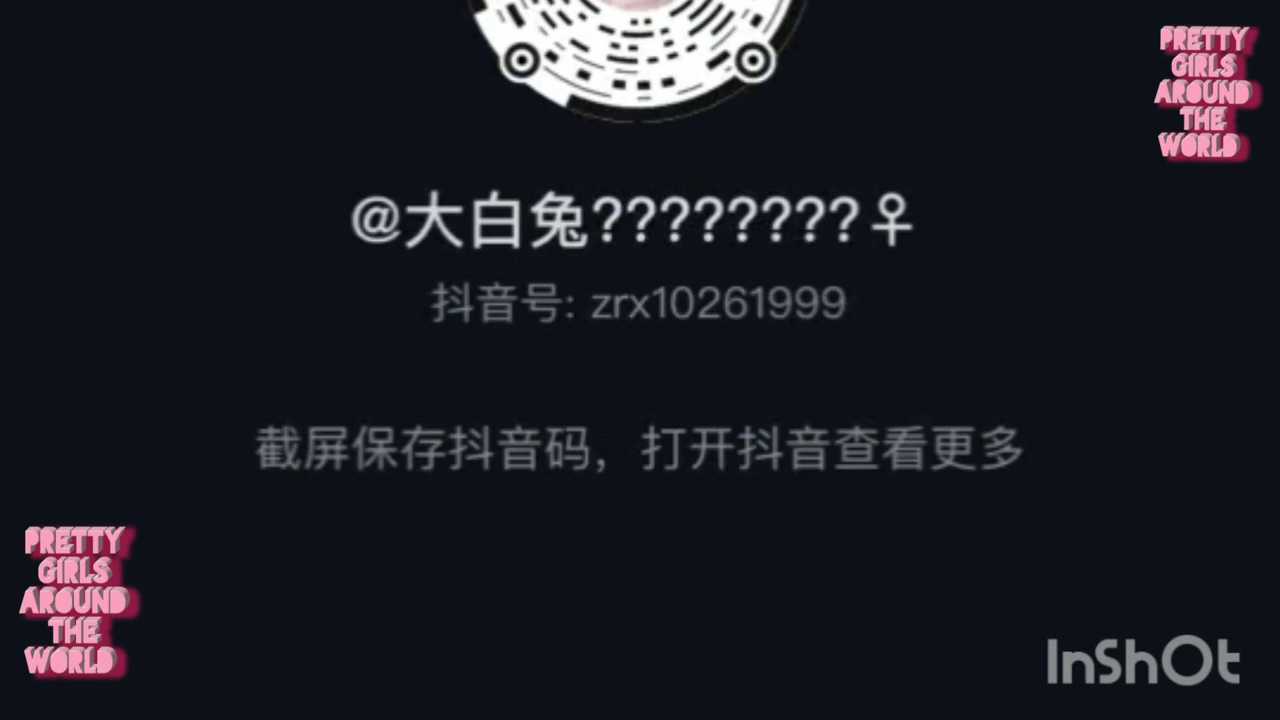 PRETTY
GIRLS
AROUND
THE
WORLD
@大白兔????????♀
抖音号: zrx10261999
截屏保存抖音码，打开抖音查看更多
PRETTY
GIRLS
AROUND
THE
WORLD
InShOt